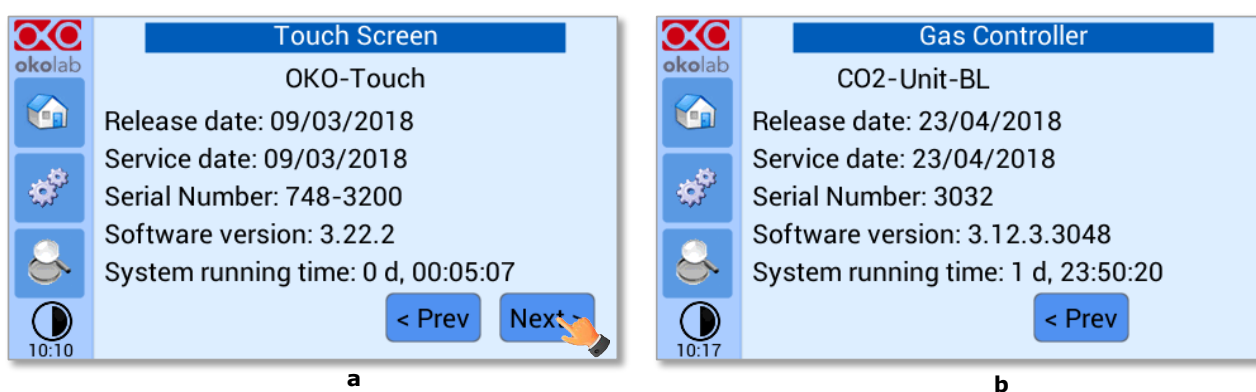 Touch Screen
okolab
OKO-Touch
Release date: 09/03/2018
Service date: 09/03/2018
Serial Number: 748-3200
Software version: 3.22.2
System running time: 0 d, 00:05:07
< Prev
Next >
10:10
a
Gas Controller
okolab
CO2-Unit-BL
Release date: 23/04/2018
Service date: 23/04/2018
Serial Number: 3032
Software version: 3.12.3.3048
System running time: 1 d, 23:50:20
< Prev
10:17
b